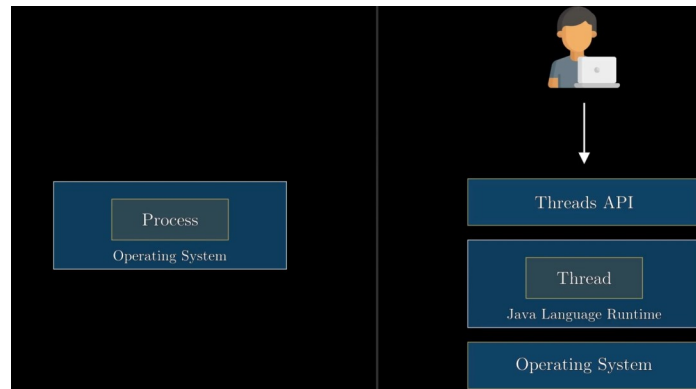 Process
Operating System
Threads API
Thread
Java Language Runtime
Operating System